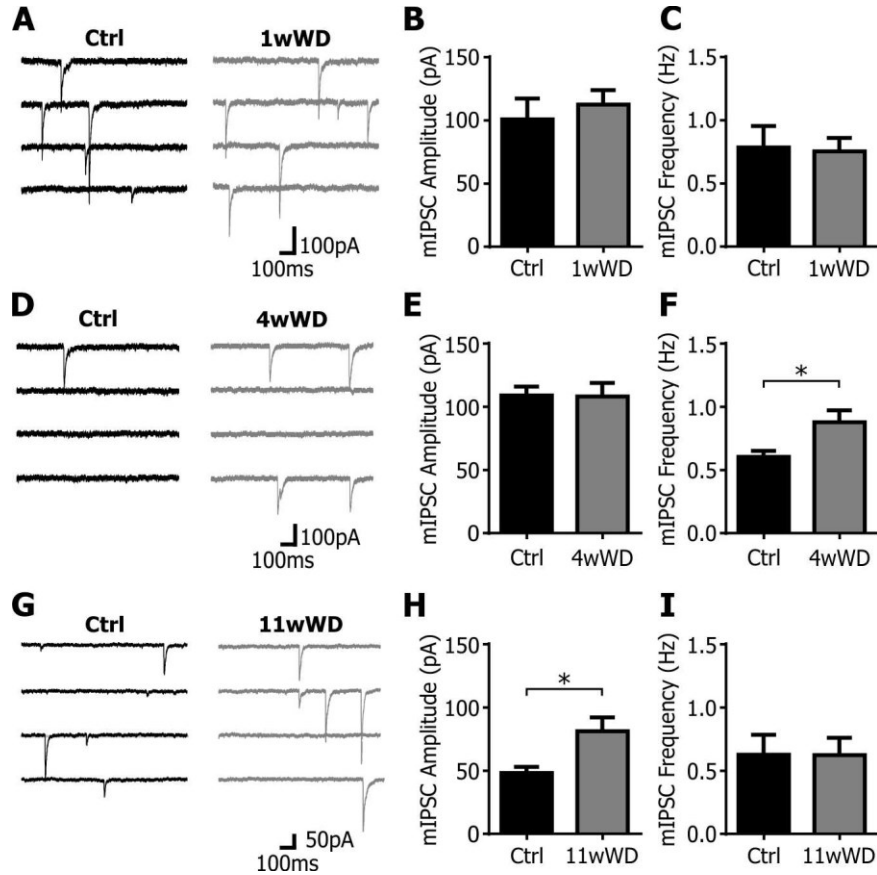 A
Ctrl
1wWD
100pA
100ms
B
mIPSC Amplitude (pA)
150
100
50
0
Ctrl
1wWD
C
mIPSC Frequency (Hz)
1.5
1.0
0.5
0.0
Ctrl
1wWD
D
Ctrl
4wWD
100pA
100ms
E
mIPSC Amplitude (pA)
150
100
50
0
Ctrl
4wWD
F
mIPSC Frequency (Hz)
1.5
1.0
0.5
0.0
*
Ctrl
4wWD
G
Ctrl
11wWD
50pA
100ms
H
mIPSC Amplitude (pA)
150
100
50
0
*
Ctrl
11wWD
I
mIPSC Frequency (Hz)
1.5
1.0
0.5
0.0
Ctrl
11wWD